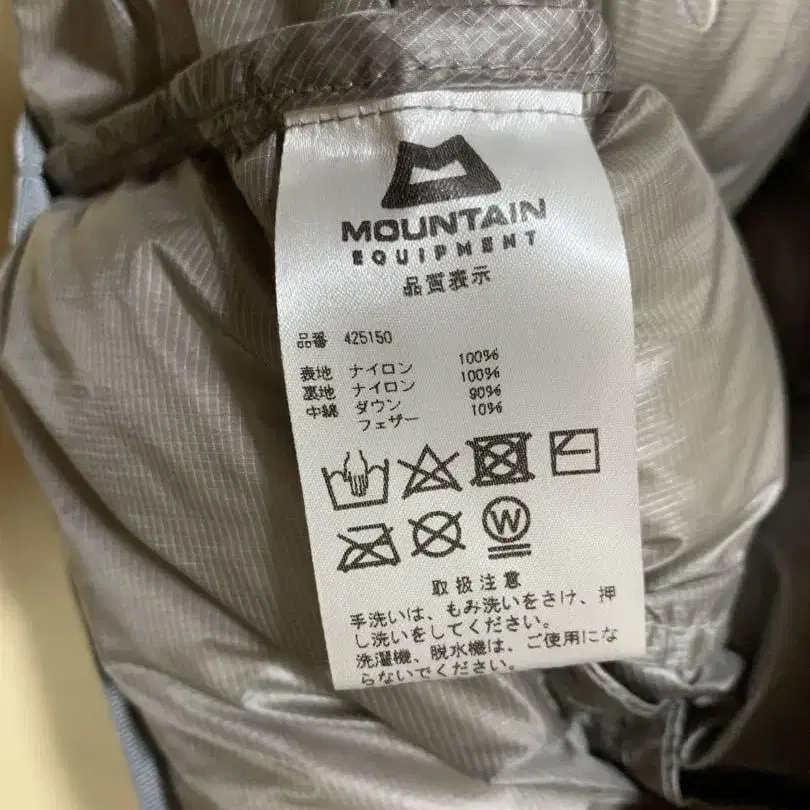 MOUNTAIN
EQUIPMENT
品質表示
品番 425150
表地 ナイロン 100%
裏地 ナイロン 100%
中綿 ダウン 90%
フェザー 10%
W
取扱注意
手洗いは、もみ洗いをさけ、押
し洗いをしてください。
洗濯機、脱水機は、ご使用にな
らないでください。